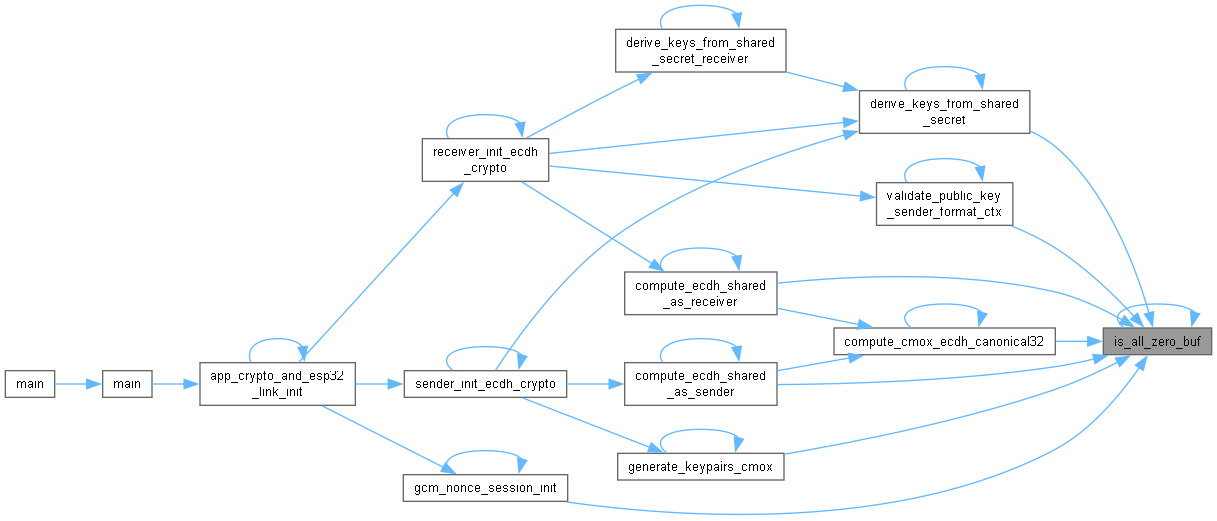 derive_keys_from_shared
_secret_receiver
derive_keys_from_shared
_secret
receiver_init_ecdh
_crypto
validate_public_key
_sender_format_ctx
compute_ecdh_shared
_as_receiver
compute_cmox_ecdh_canonical32
is_all_zero_buf
main
main
app_crypto_and_esp32
_link_init
sender_init_ecdh_crypto
compute_ecdh_shared
_as_sender
generate_keypairs_cmox
gcm_nonce_session_init